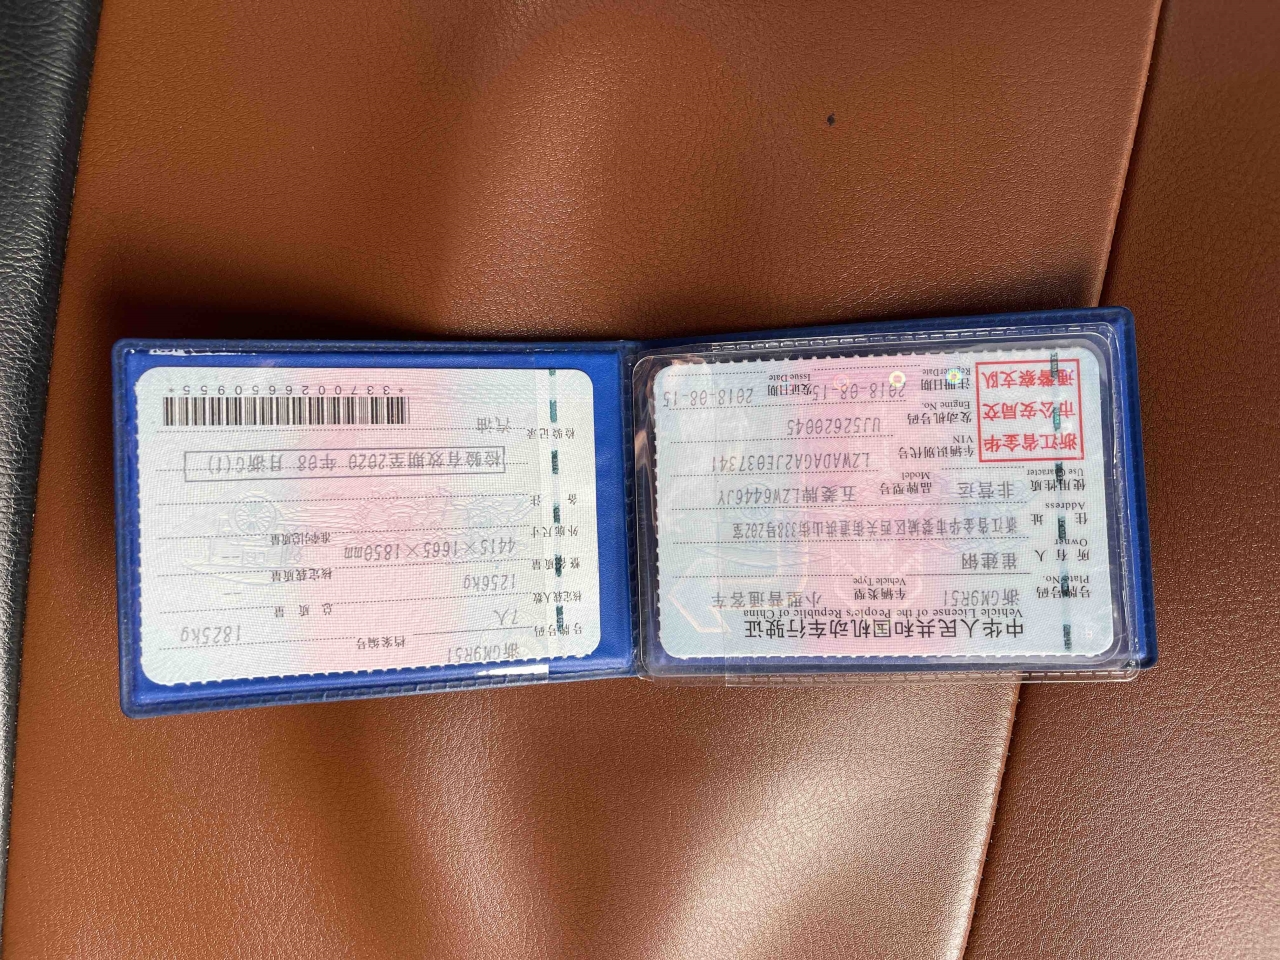 中华人民共和国机动车行驶证
Vehicle License of the People's Republic of China
号牌号码 浙GM9R51 车辆类型 小型普通客车
Plate No. Vehicle Type
所有人 崔建钢
Owner
住址 浙江省金华市婺城区西关街道洪山街338号202室
Address
使用性质 非营运 品牌型号 五菱牌LZW6446JY
Use Character Model
浙江省金华
市公安局交
通警察支队
车辆识别代号 LZWADAGA2JE037341
VIN
发动机号码 UJ52620045
Engine No.
注册日期 2018-08-15 发证日期 2018-08-15
Register Date Issue Date
号牌号码 浙GM9R51 档案编号
核定载人数 7人 总质量 1825kg
整备质量 1256kg 核定载质量 --
外廓尺寸 4415×1665×1850mm 准牵引总质量 --
备注
检验有效期至2020年08月浙G(1)
检验记录 汽油
*3370026650955*